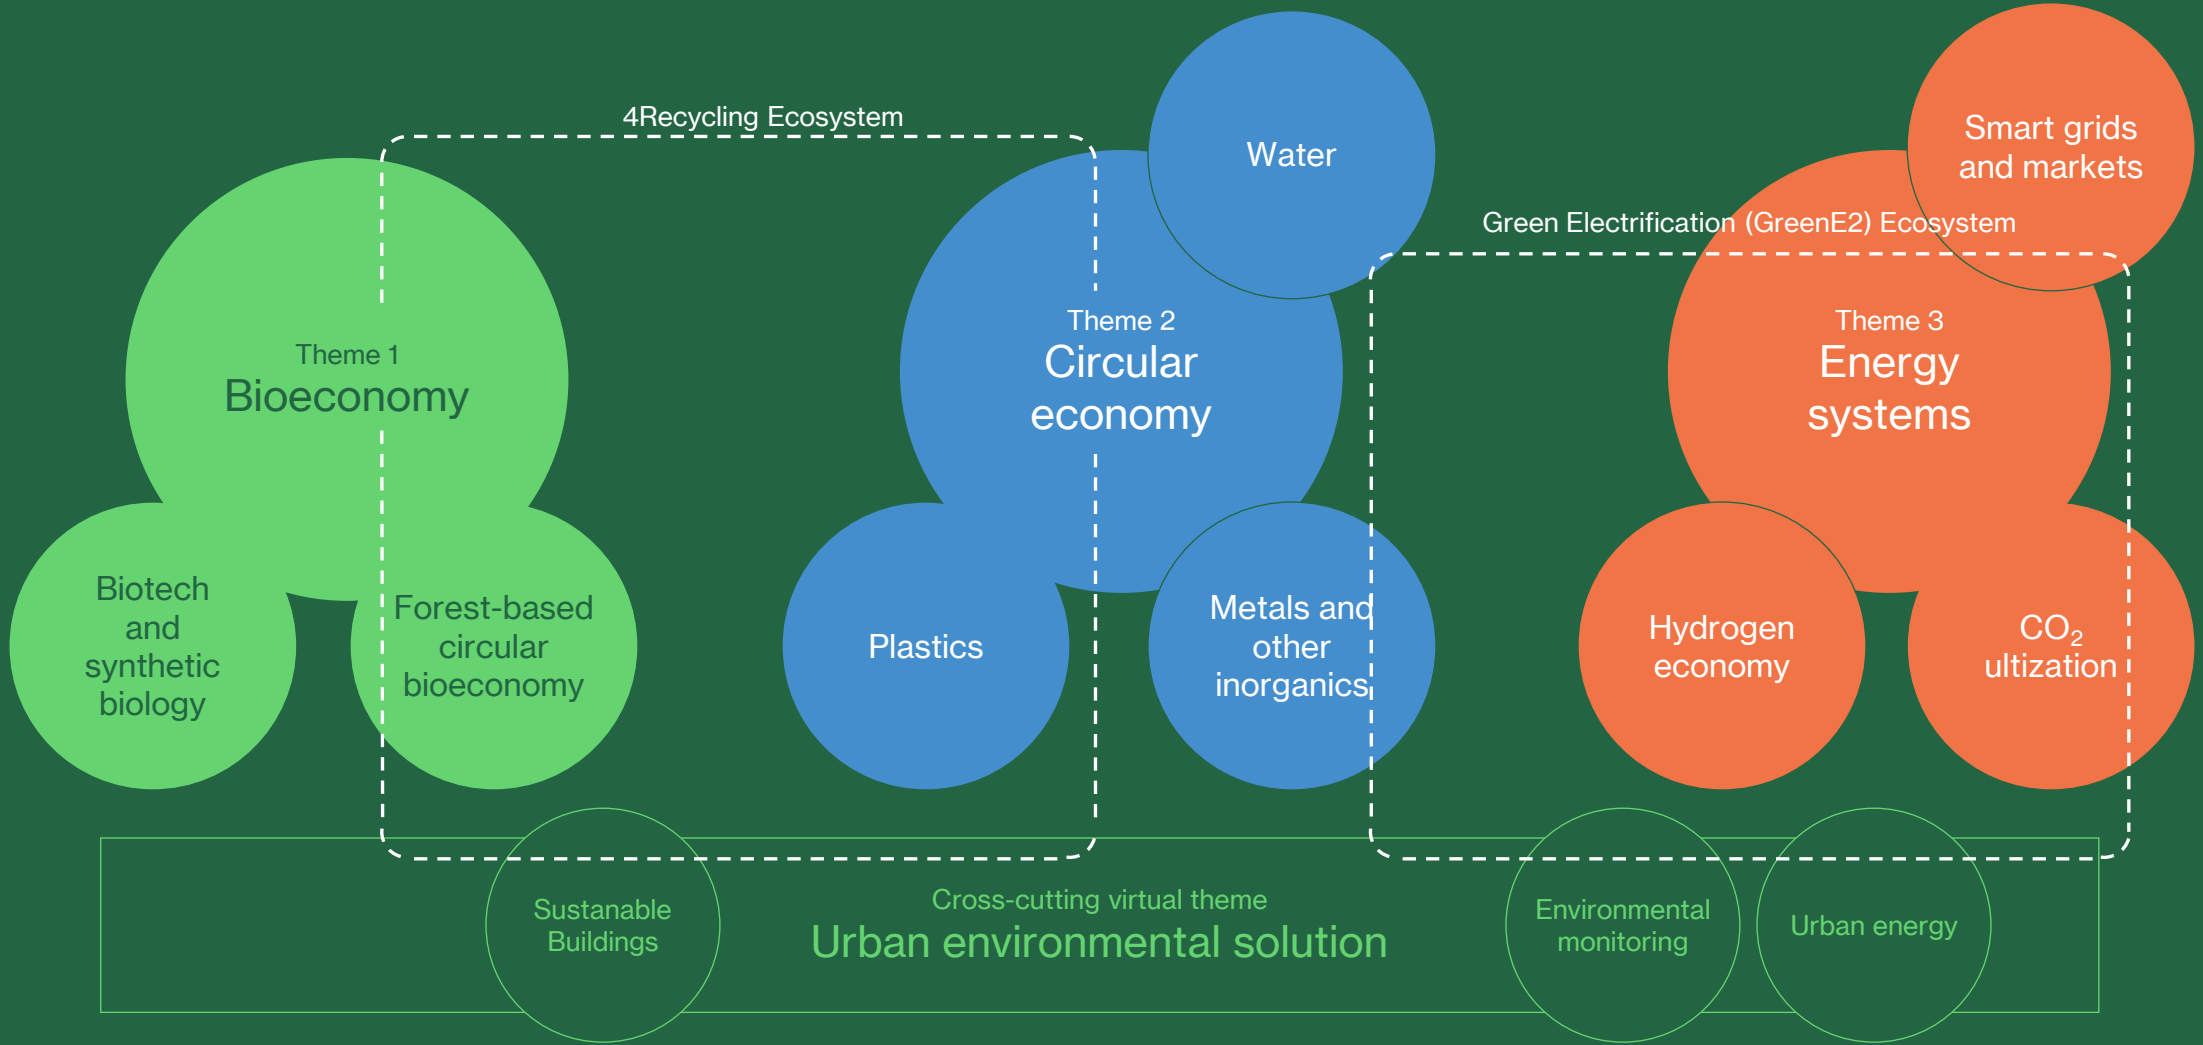 4Recycling Ecosystem
Water
Smart grids
and markets
Green Electrification (GreenE2) Ecosystem
Theme 1
Bioeconomy
Theme 2
Circular
economy
Theme 3
Energy
systems
Biotech
and
synthetic
biology
Forest-based
circular
bioeconomy
Plastics
Metals and
other
inorganics
Hydrogen
economy
CO₂
ultization
Sustanable
Buildings
Cross-cutting virtual theme
Urban environmental solution
Environmental
monitoring
Urban energy